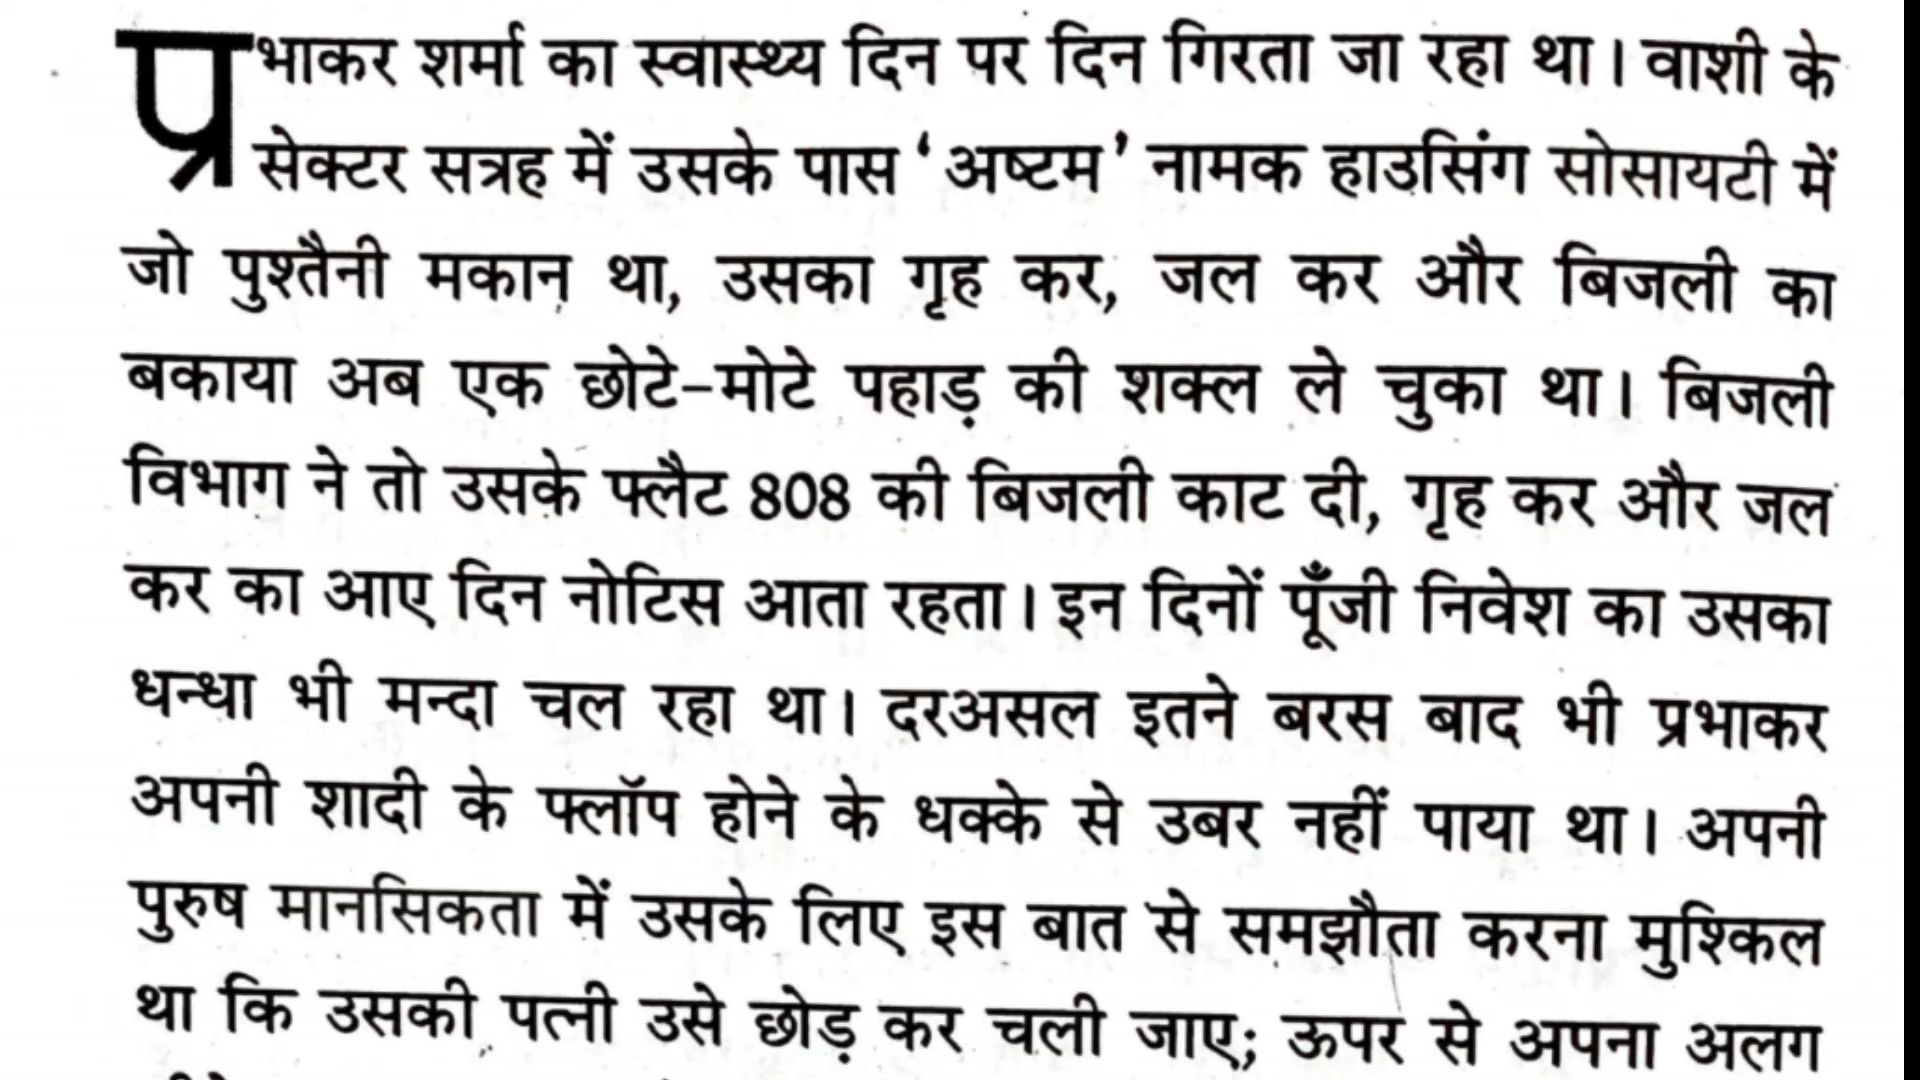 प्रभाकर शर्मा का स्वास्थ्य दिन पर दिन गिरता जा रहा था। वाशी के
सेक्टर सत्रह में उसके पास ‘अष्टम’ नामक हाउसिंग सोसायटी में
जो पुश्तैनी मकान था, उसका गृह कर, जल कर और बिजली का
बकाया अब एक छोटे-मोटे पहाड़ की शक्ल ले चुका था। बिजली
विभाग ने तो उसके फ्लैट 808 की बिजली काट दी, गृह कर और जल
कर का आए दिन नोटिस आता रहता। इन दिनों पूँजी निवेश का उसका
धन्धा भी मन्दा चल रहा था। दरअसल इतने बरस बाद भी प्रभाकर
अपनी शादी के फ्लॉप होने के धक्के से उबर नहीं पाया था। अपनी
पुरुष मानसिकता में उसके लिए इस बात से समझौता करना मुश्किल
था कि उसकी पत्नी उसे छोड़ कर चली जाए; ऊपर से अपना अलग